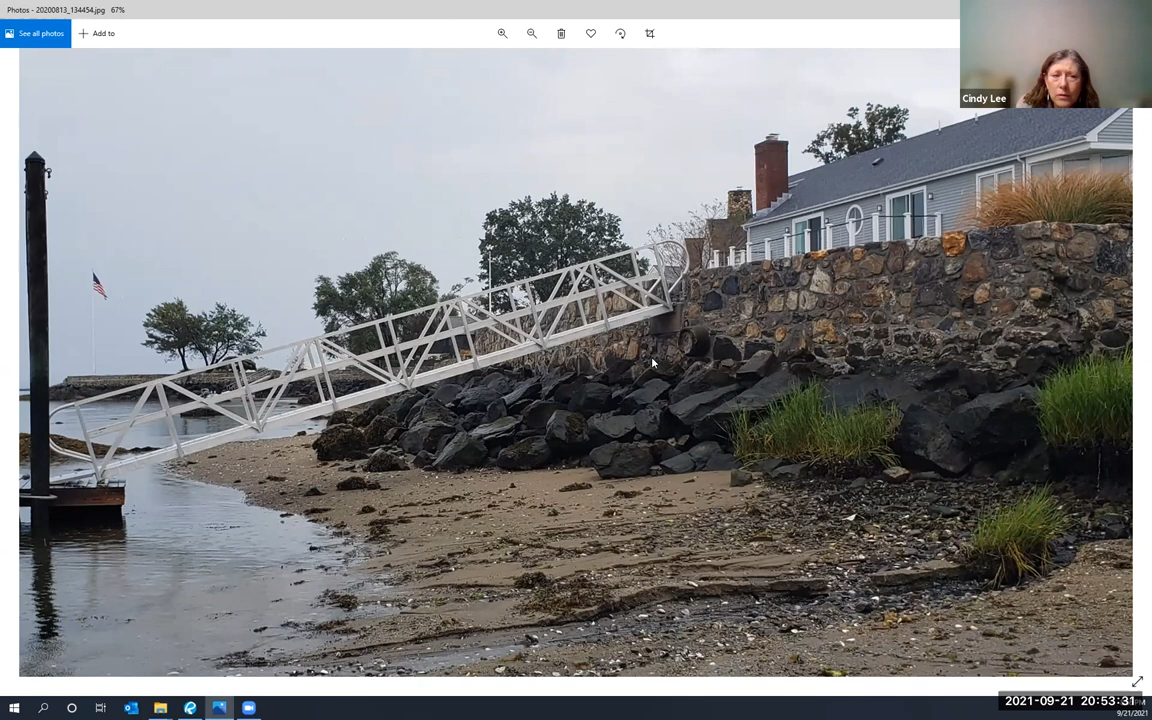 Photos - 20200813_134454.jpg 67%
See all photos
Add to
Cindy Lee
2021-09-21 20:53:31
PM
9/21/2021